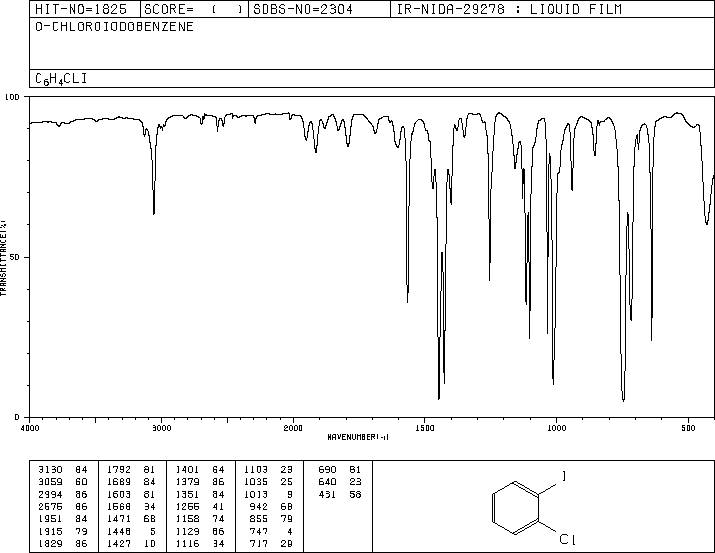 HIT-NO=1825 SCORE= ( ) SDBS-NO=2304 IR-NIDA-29278 : LIQUID FILM
O-CHLOROIODOBENZENE
C6H4CLI
100
50
0
TRANSMITTANCE(%)
4000 3000 2000 1500 1000 500
WAVENUMBER(-1)
3130 84 1792 81 1401 64 1103 23 690 81
3059 60 1689 84 1379 86 1035 25 640 23
2994 86 1603 81 1351 84 1013 9 431 58
2576 86 1568 34 1255 41 942 68
1951 84 1471 68 1158 74 855 79
1915 79 1448 5 1129 66 747 4
1829 86 1427 10 1116 34 717 29
I
Cl